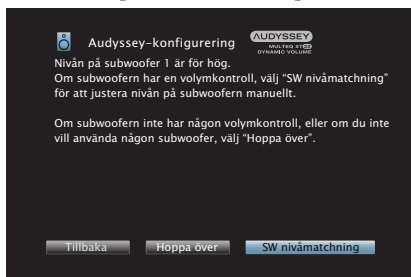 Audyssey-konfigurering
AUDYSSEY
MULTEQ XT32
DYNAMIC VOLUME
Nivån på subwoofer 1 är för hög.
Om subwoofern har en volymkontroll, välj “SW nivåmatchning”
för att justera nivån på subwoofern manuellt.
Om subwoofern inte har någon volymkontroll, eller om du inte
vill använda någon subwoofer, välj “Hoppa över”.
Tillbaka
Hoppa över
SW nivåmatchning